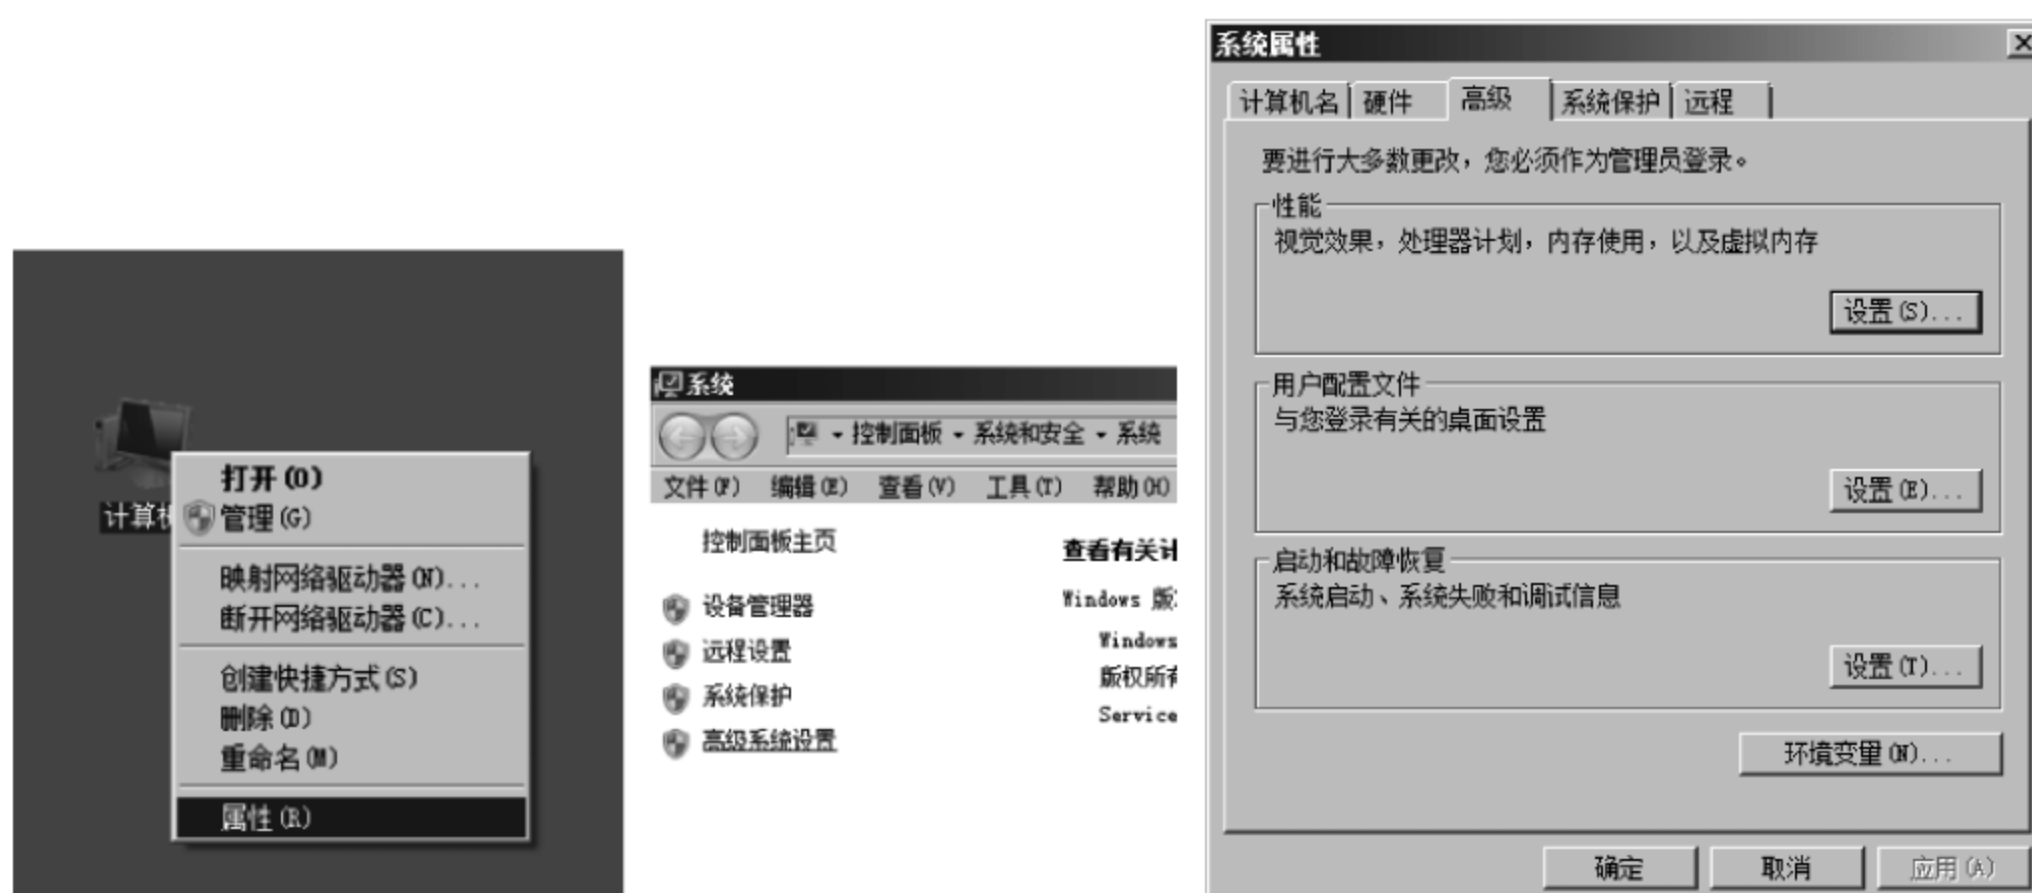 计算机
打开(O)
管理(G)
映射网络驱动器(N)...
断开网络驱动器(C)...
创建快捷方式(S)
删除(D)
重命名(M)
属性(R)
系统
控制面板 系统和安全 系统
文件(F) 编辑(E) 查看(V) 工具(T) 帮助(H)
控制面板主页
设备管理器
远程设置
系统保护
高级系统设置
查看有关计
Windows 版
Windows
版权所有
Service
系统属性
计算机名 硬件 高级 系统保护 远程
要进行大多数更改，您必须作为管理员登录。
性能
视觉效果，处理器计划，内存使用，以及虚拟内存
设置(S)...
用户配置文件
与您登录有关的桌面设置
设置(E)...
启动和故障恢复
系统启动、系统失败和调试信息
设置(T)...
环境变量(N)...
确定 取消 应用(A)